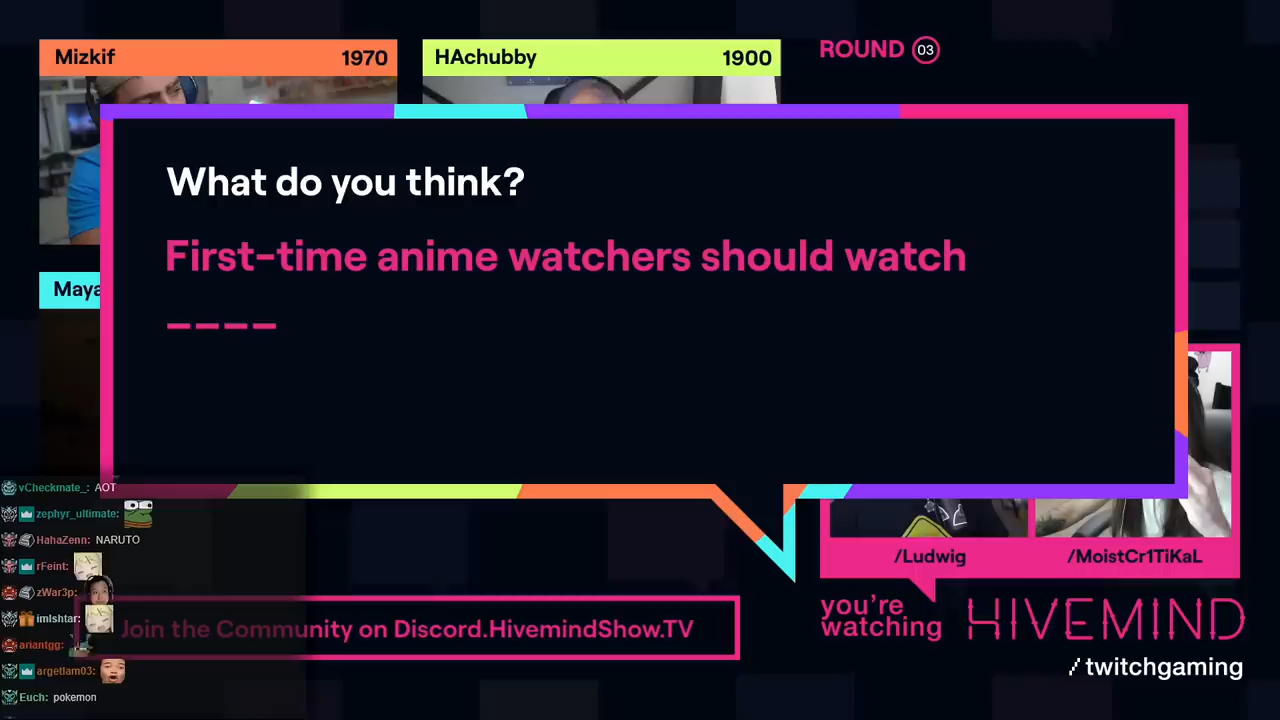 Mizkif 1970
HAchubby 1900
ROUND 03
What do you think?
First-time anime watchers should watch
----
Maya
vCheckmate_: AOT
zephyr_ultimate:
HahaZenn: NARUTO
rFeint:
zWar3p:
imIshtar:
ariantgg:
argetlam03:
Euch: pokemon
Join the Community on Discord.HivemindShow.TV
/Ludwig
/MoistCr1TiKaL
you're
watching
HIVEMIND
/twitchgaming